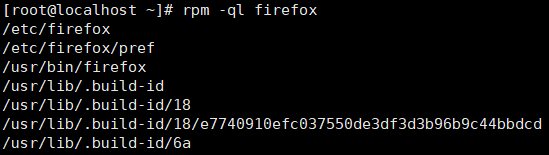 [root@localhost ~]# rpm -ql firefox
/etc/firefox
/etc/firefox/pref
/usr/bin/firefox
/usr/lib/.build-id
/usr/lib/.build-id/18
/usr/lib/.build-id/18/e7740910efc037550de3df3d3b96b9c44bbdcd
/usr/lib/.build-id/6a